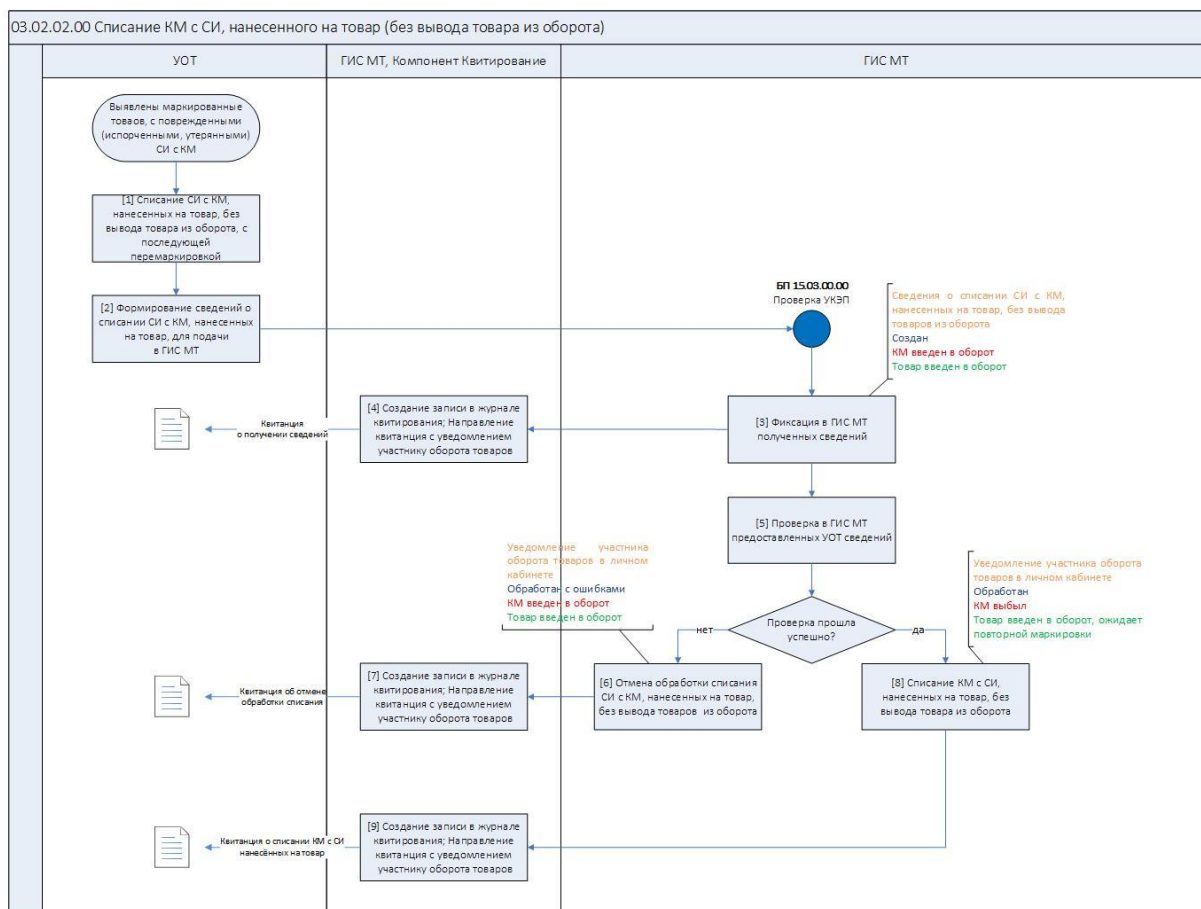 03.02.02.00 Списание КМ с СИ, нанесенного на товар (без вывода товара из оборота)
УОТ
ГИС МТ, Компонент Квитирование
ГИС МТ
Выявлены маркированные
товаов, с поврежденными
(испорченными, утерянными)
СИ с КМ
[1] Списание СИ с КМ,
нанесенных на товар, без
вывода товара из оборота, с
последующей
перемаркировкой
[2] Формирование сведений о
списании СИ с КМ, нанесенных
на товар, для подачи
в ГИС МТ
БП 15.03.00.00
Проверка УКЭП
Сведения о списании СИ с КМ,
нанесенных на товар, без вывода
товаров из оборота
Создан
КМ введен в оборот
Товар введен в оборот
[3] Фиксация в ГИС МТ
полученных сведений
[4] Создание записи в журнале
квитирования; Направление
квитанция с уведомлением
участнику оборота товаров
Квитанция
о получении сведений
[5] Проверка в ГИС МТ
предоставленных УОТ сведений
Уведомление участника
оборота товаров в личном
кабинете
Обработан с ошибками
КМ введен в оборот
Товар введен в оборот
Уведомление участника оборота
товаров в личном кабинете
Обработан
КМ выбыл
Товар введен в оборот, ожидает
повторной маркировки
Проверка прошла
успешно?
нет
да
[6] Отмена обработки списания
СИ с КМ, нанесенных на товар,
без вывода товаров из оборота
[7] Создание записи в журнале
квитирования; Направление
квитанция с уведомлением
участнику оборота товаров
Квитанция об отмене
обработки списания
[8] Списание КМ с СИ,
нанесенных на товар, без
вывода товара из оборота
[9] Создание записи в журнале
квитирования; Направление
квитанция с уведомлением
участнику оборота товаров
Квитанция о списании КМ с СИ
нанесённых на товар